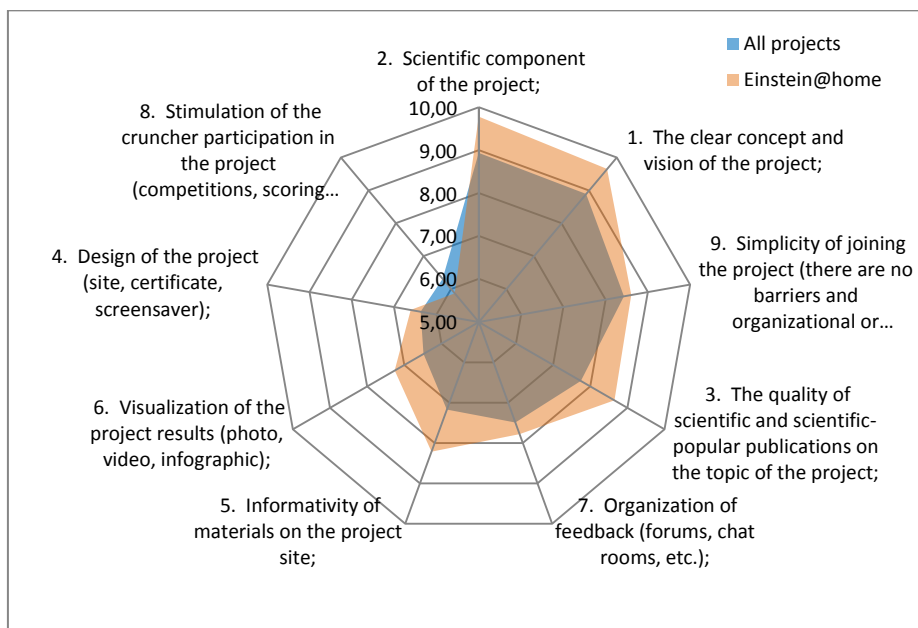 All projects
Einstein@home
2. Scientific component
of the project;
1. The clear concept and
vision of the project;
9. Simplicity of joining
the project (there are no
barriers and
organizational or…
3. The quality of
scientific and scientific-
popular publications on
the topic of the project;
7. Organization of
feedback (forums, chat
rooms, etc.);
5. Informativity of
materials on the project
site;
6. Visualization of the
project results (photo,
video, infographic);
4. Design of the project
(site, certificate,
screensaver);
8. Stimulation of the
cruncher participation in
the project
(competitions, scoring…
10,00
9,00
8,00
7,00
6,00
5,00